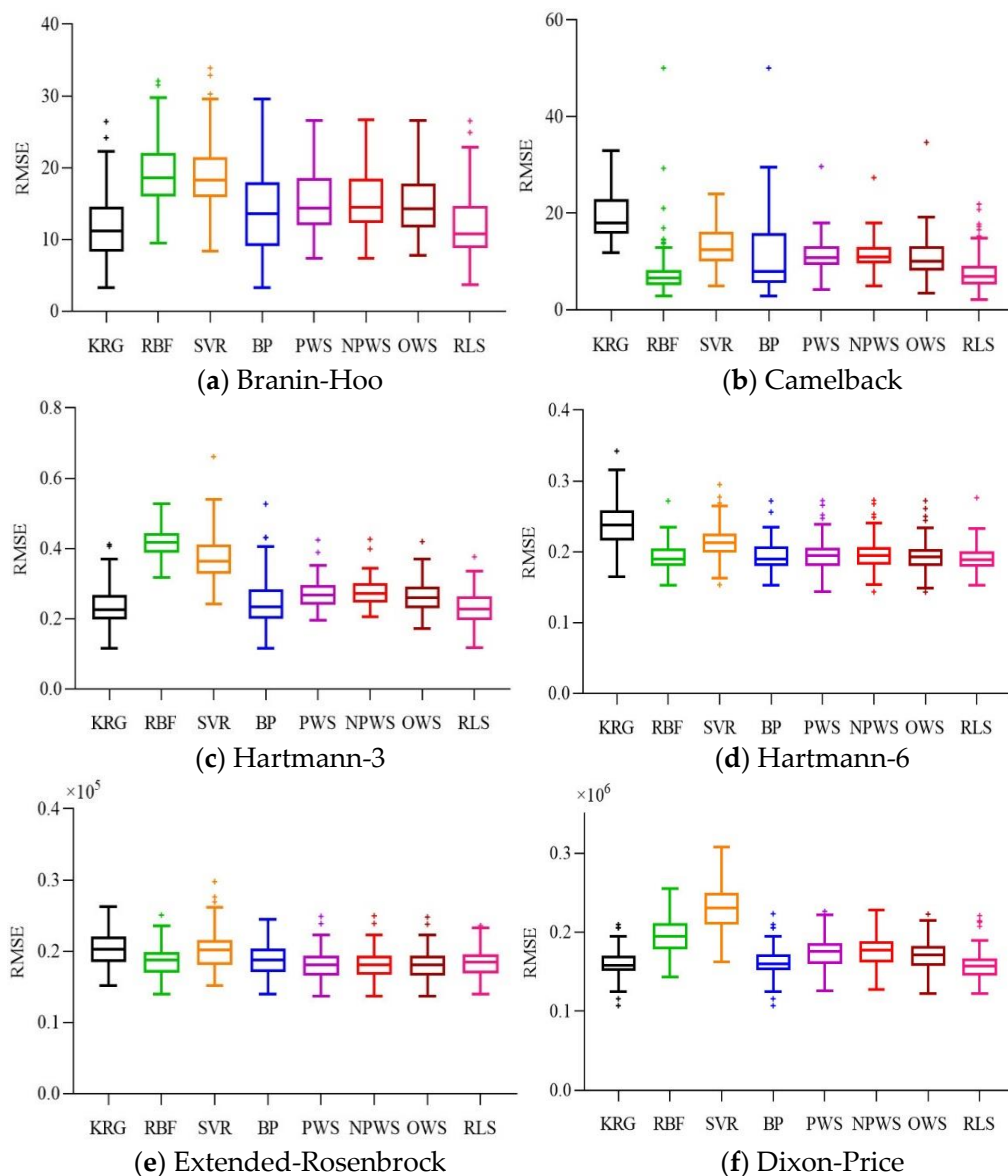 40
30
20
10
0
RMSE
KRG RBF SVR BP PWS NPWS OWS RLS
(a) Branin-Hoo
60
40
20
0
RMSE
KRG RBF SVR BP PWS NPWS OWS RLS
(b) Camelback
0.8
0.6
0.4
0.2
0.0
RMSE
KRG RBF SVR BP PWS NPWS OWS RLS
(c) Hartmann-3
0.4
0.3
0.2
0.1
0.0
RMSE
KRG RBF SVR BP PWS NPWS OWS RLS
(d) Hartmann-6
×10⁵
0.4
0.3
0.2
0.1
0.0
RMSE
KRG RBF SVR BP PWS NPWS OWS RLS
(e) Extended-Rosenbrock
×10⁶
0.3
0.2
0.1
0.0
RMSE
KRG RBF SVR BP PWS NPWS OWS RLS
(f) Dixon-Price